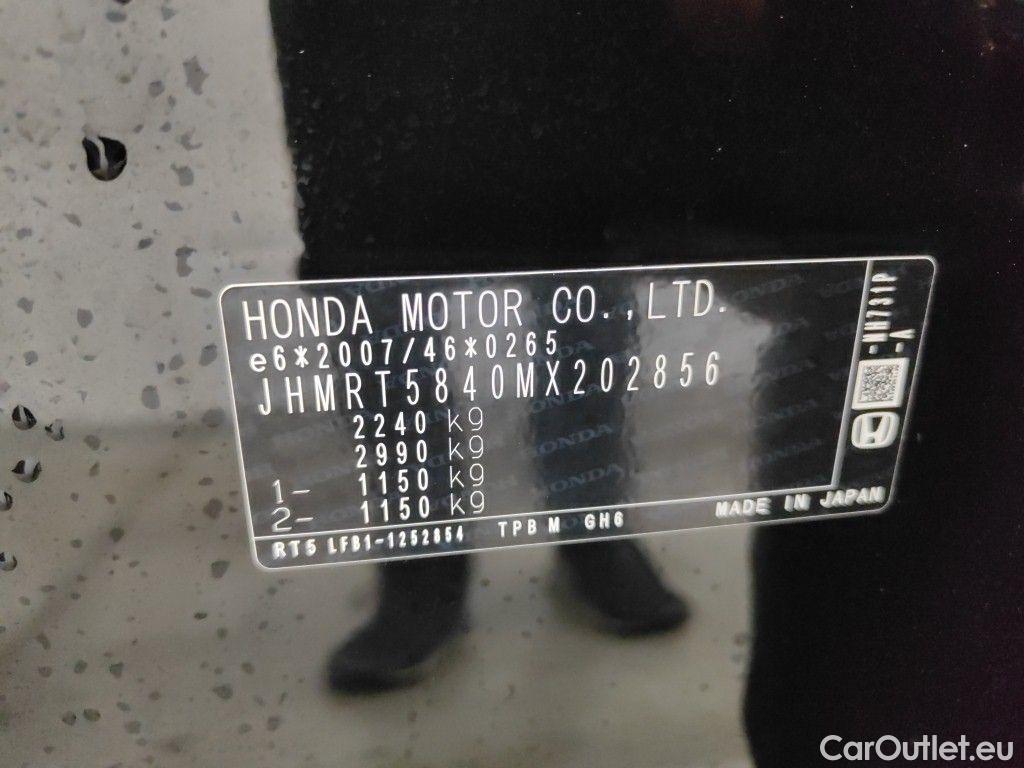 HONDA MOTOR CO.,LTD.
e6*2007/46*0265
JHMRT5840MX202856
2240 kg
2990 kg
1- 1150 kg
2- 1150 kg
RT5 LFB1-1252854 TPB M GH6 MADE IN JAPAN
-NH731P
-A
CarOutlet.eu